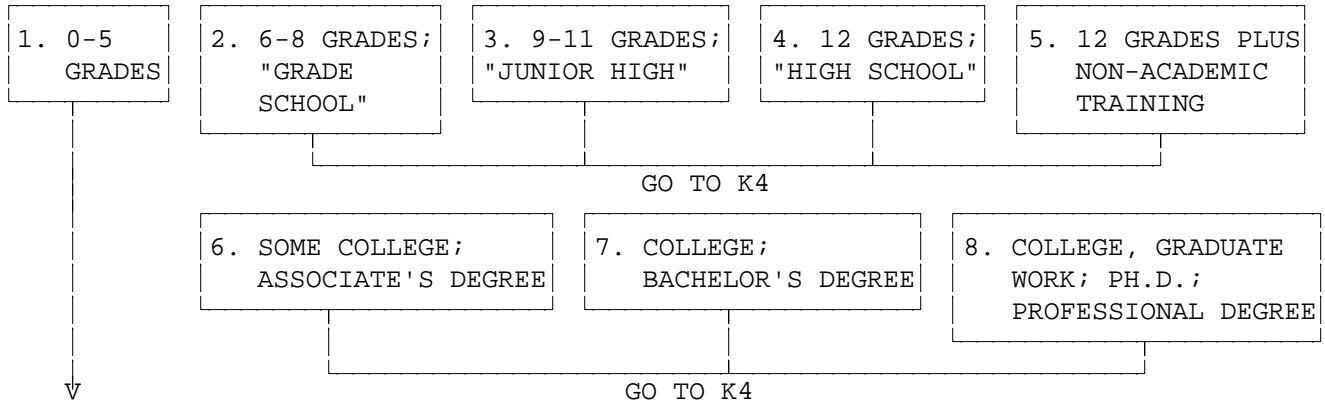 1. 0-5 GRADES
2. 6-8 GRADES; "GRADE SCHOOL"
3. 9-11 GRADES; "JUNIOR HIGH"
4. 12 GRADES; "HIGH SCHOOL"
5. 12 GRADES PLUS NON-ACADEMIC TRAINING
GO TO K4
6. SOME COLLEGE; ASSOCIATE'S DEGREE
7. COLLEGE; BACHELOR'S DEGREE
8. COLLEGE, GRADUATE WORK; PH.D.; PROFESSIONAL DEGREE
V
GO TO K4